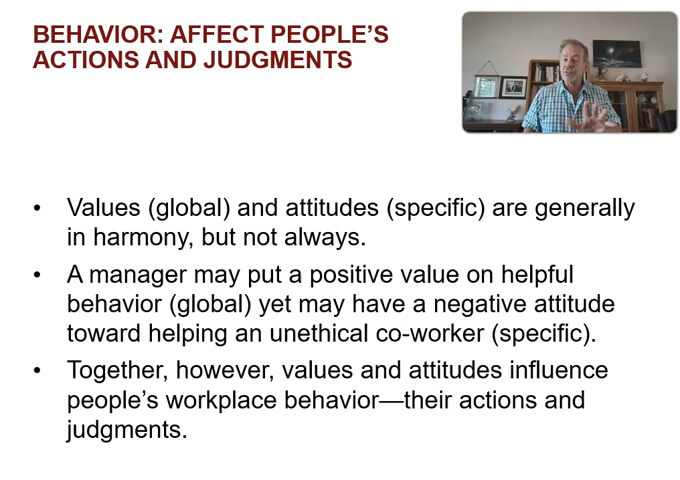 BEHAVIOR: AFFECT PEOPLE’S
ACTIONS AND JUDGMENTS
• Values (global) and attitudes (specific) are generally
in harmony, but not always.
• A manager may put a positive value on helpful
behavior (global) yet may have a negative attitude
toward helping an unethical co-worker (specific).
• Together, however, values and attitudes influence
people’s workplace behavior—their actions and
judgments.